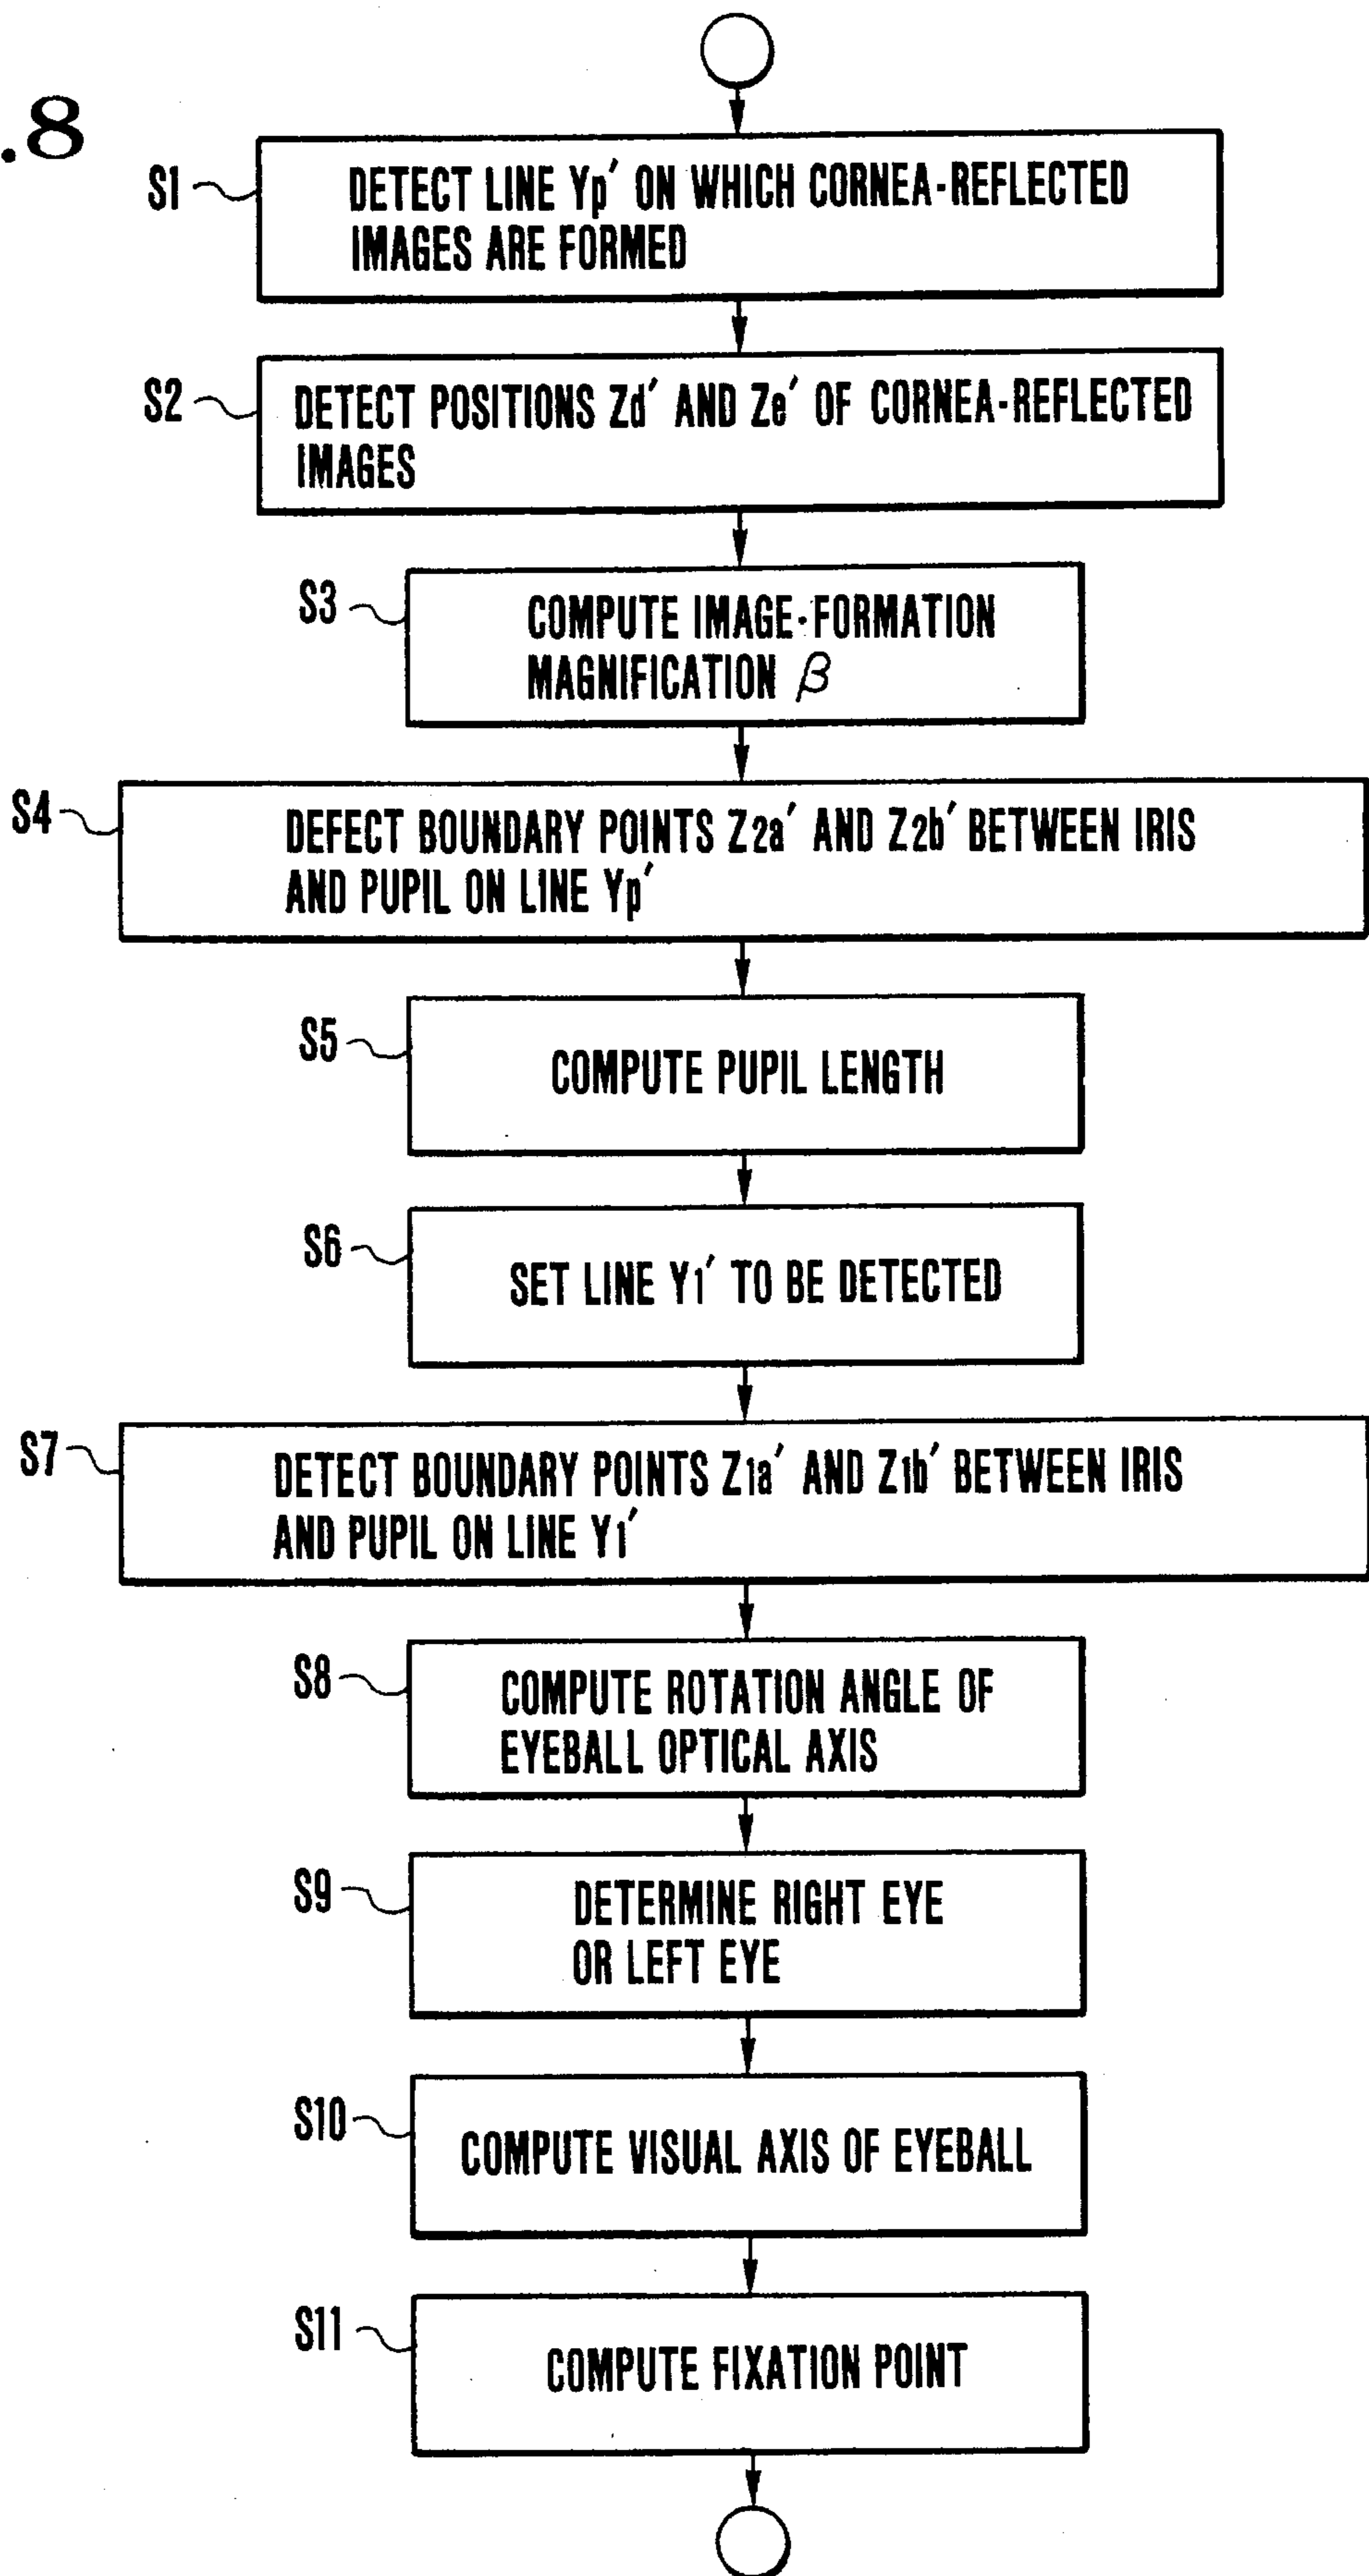 .8
S1
DETECT LINE Yp′ ON WHICH CORNEA-REFLECTED
IMAGES ARE FORMED
S2
DETECT POSITIONS Zd′ AND Ze′ OF CORNEA-REFLECTED
IMAGES
S3
COMPUTE IMAGE-FORMATION
MAGNIFICATION β
S4
DEFECT BOUNDARY POINTS Z2a′ AND Z2b′ BETWEEN IRIS
AND PUPIL ON LINE Yp′
S5
COMPUTE PUPIL LENGTH
S6
SET LINE Y1′ TO BE DETECTED
S7
DETECT BOUNDARY POINTS Z1a′ AND Z1b′ BETWEEN IRIS
AND PUPIL ON LINE Y1′
S8
COMPUTE ROTATION ANGLE OF
EYEBALL OPTICAL AXIS
S9
DETERMINE RIGHT EYE
OR LEFT EYE
S10
COMPUTE VISUAL AXIS OF EYEBALL
S11
COMPUTE FIXATION POINT